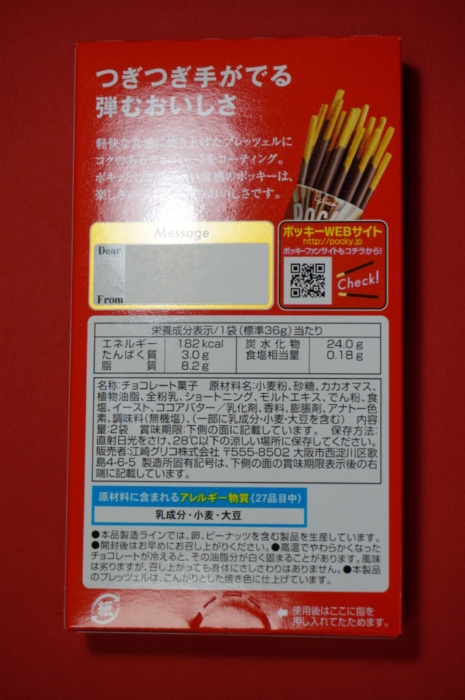 つぎつぎ手がでる
弾むおいしさ
軽快な食感に焼き上げたプレッツェルに
コクのあるチョコレートをコーティング。
ポキッと 食感のポッキーは、
楽し おいしさです。
POC
Message
Dear
From
ポッキーWEBサイト
http://pocky.jp
ポッキーファンサイトもコチラから!
Check!
栄養成分表示/1袋(標準36g)当たり
エネルギー 182kcal 炭水化物 24.0g
たんぱく質 3.0g 食塩相当量 0.18g
脂質 8.2g
名称:チョコレート菓子 原材料名:小麦粉、砂糖、カカオマス、
植物油脂、全粉乳、ショートニング、モルトエキス、でん粉、食
塩、イースト、ココアバター/乳化剤、香料、膨脹剤、アナトー色
素、調味料(無機塩)、(一部に乳成分・小麦・大豆を含む) 内容
量:2袋 賞味期限:下側の面に記載しています。 保存方法:
直射日光をさけ、28℃以下の涼しい場所に保存してください。
販売者:江崎グリコ株式会社 〒555-8502 大阪市西淀川区歌
島4-6-5 製造所固有記号は、下側の面の賞味期限表示後の右
端に記載しています。
原材料に含まれるアレルギー物質(27品目中)
乳成分・小麦・大豆
●本品製造ラインでは、卵、ピーナッツを含む製品を生産しています。
●開封後はお早めにお召し上がりください。●高温でやわらかくなった
チョコレートが冷えると、その油脂分が白く固まることがあります。風味
は劣りますが、召し上がっても身体にさしさわりはありません。●本製品
のプレッツェルは、こんがりとした焼き色に仕上げています。
紙
使用後はここに指を
押し入れてたためます。